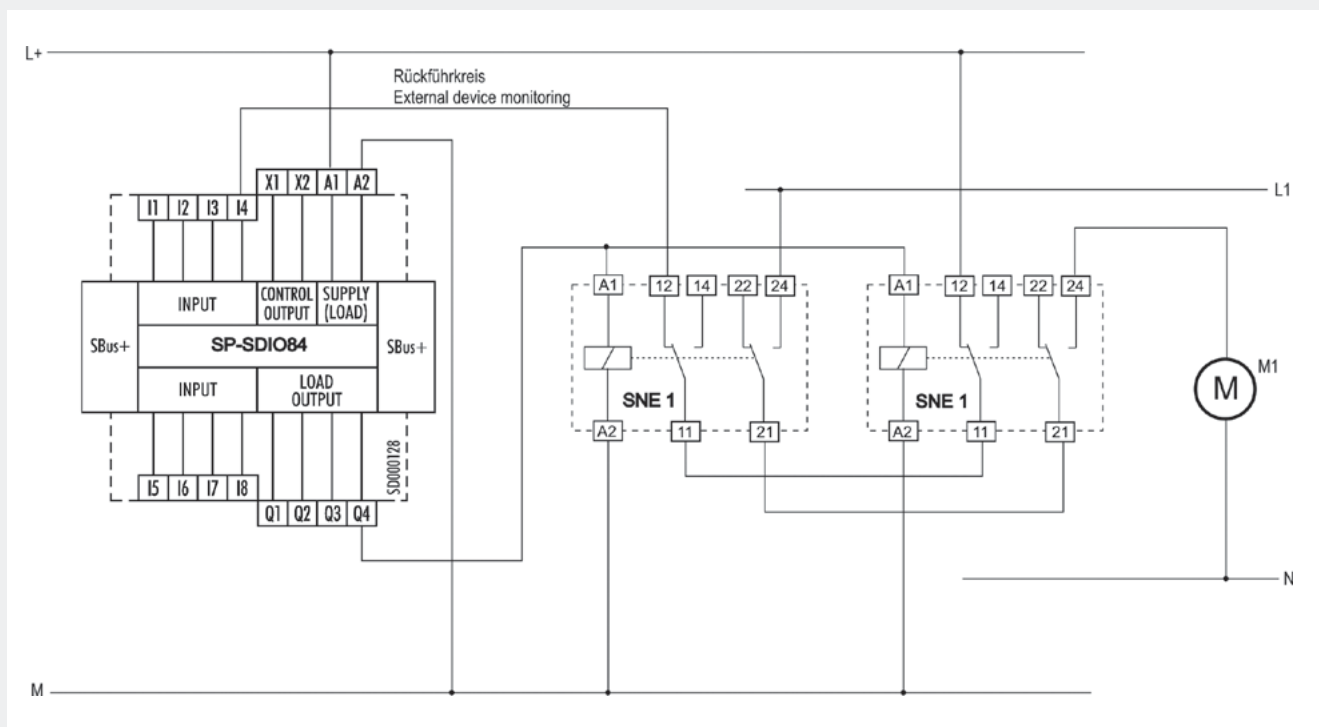 L+
Rückführkreis
External device monitoring
X1 X2 A1 A2
I1 I2 I3 I4
L1
A1 12 14 22 24
A1 12 14 22 24
INPUT CONTROL OUTPUT SUPPLY (LOAD)
SBus+ SP-SDIO84 SBus+
INPUT LOAD OUTPUT
M M1
SNE 1
SNE 1
A2 11 21
A2 11 21
SD000128
I5 I6 I7 I8
Q1 Q2 Q3 Q4
N
M